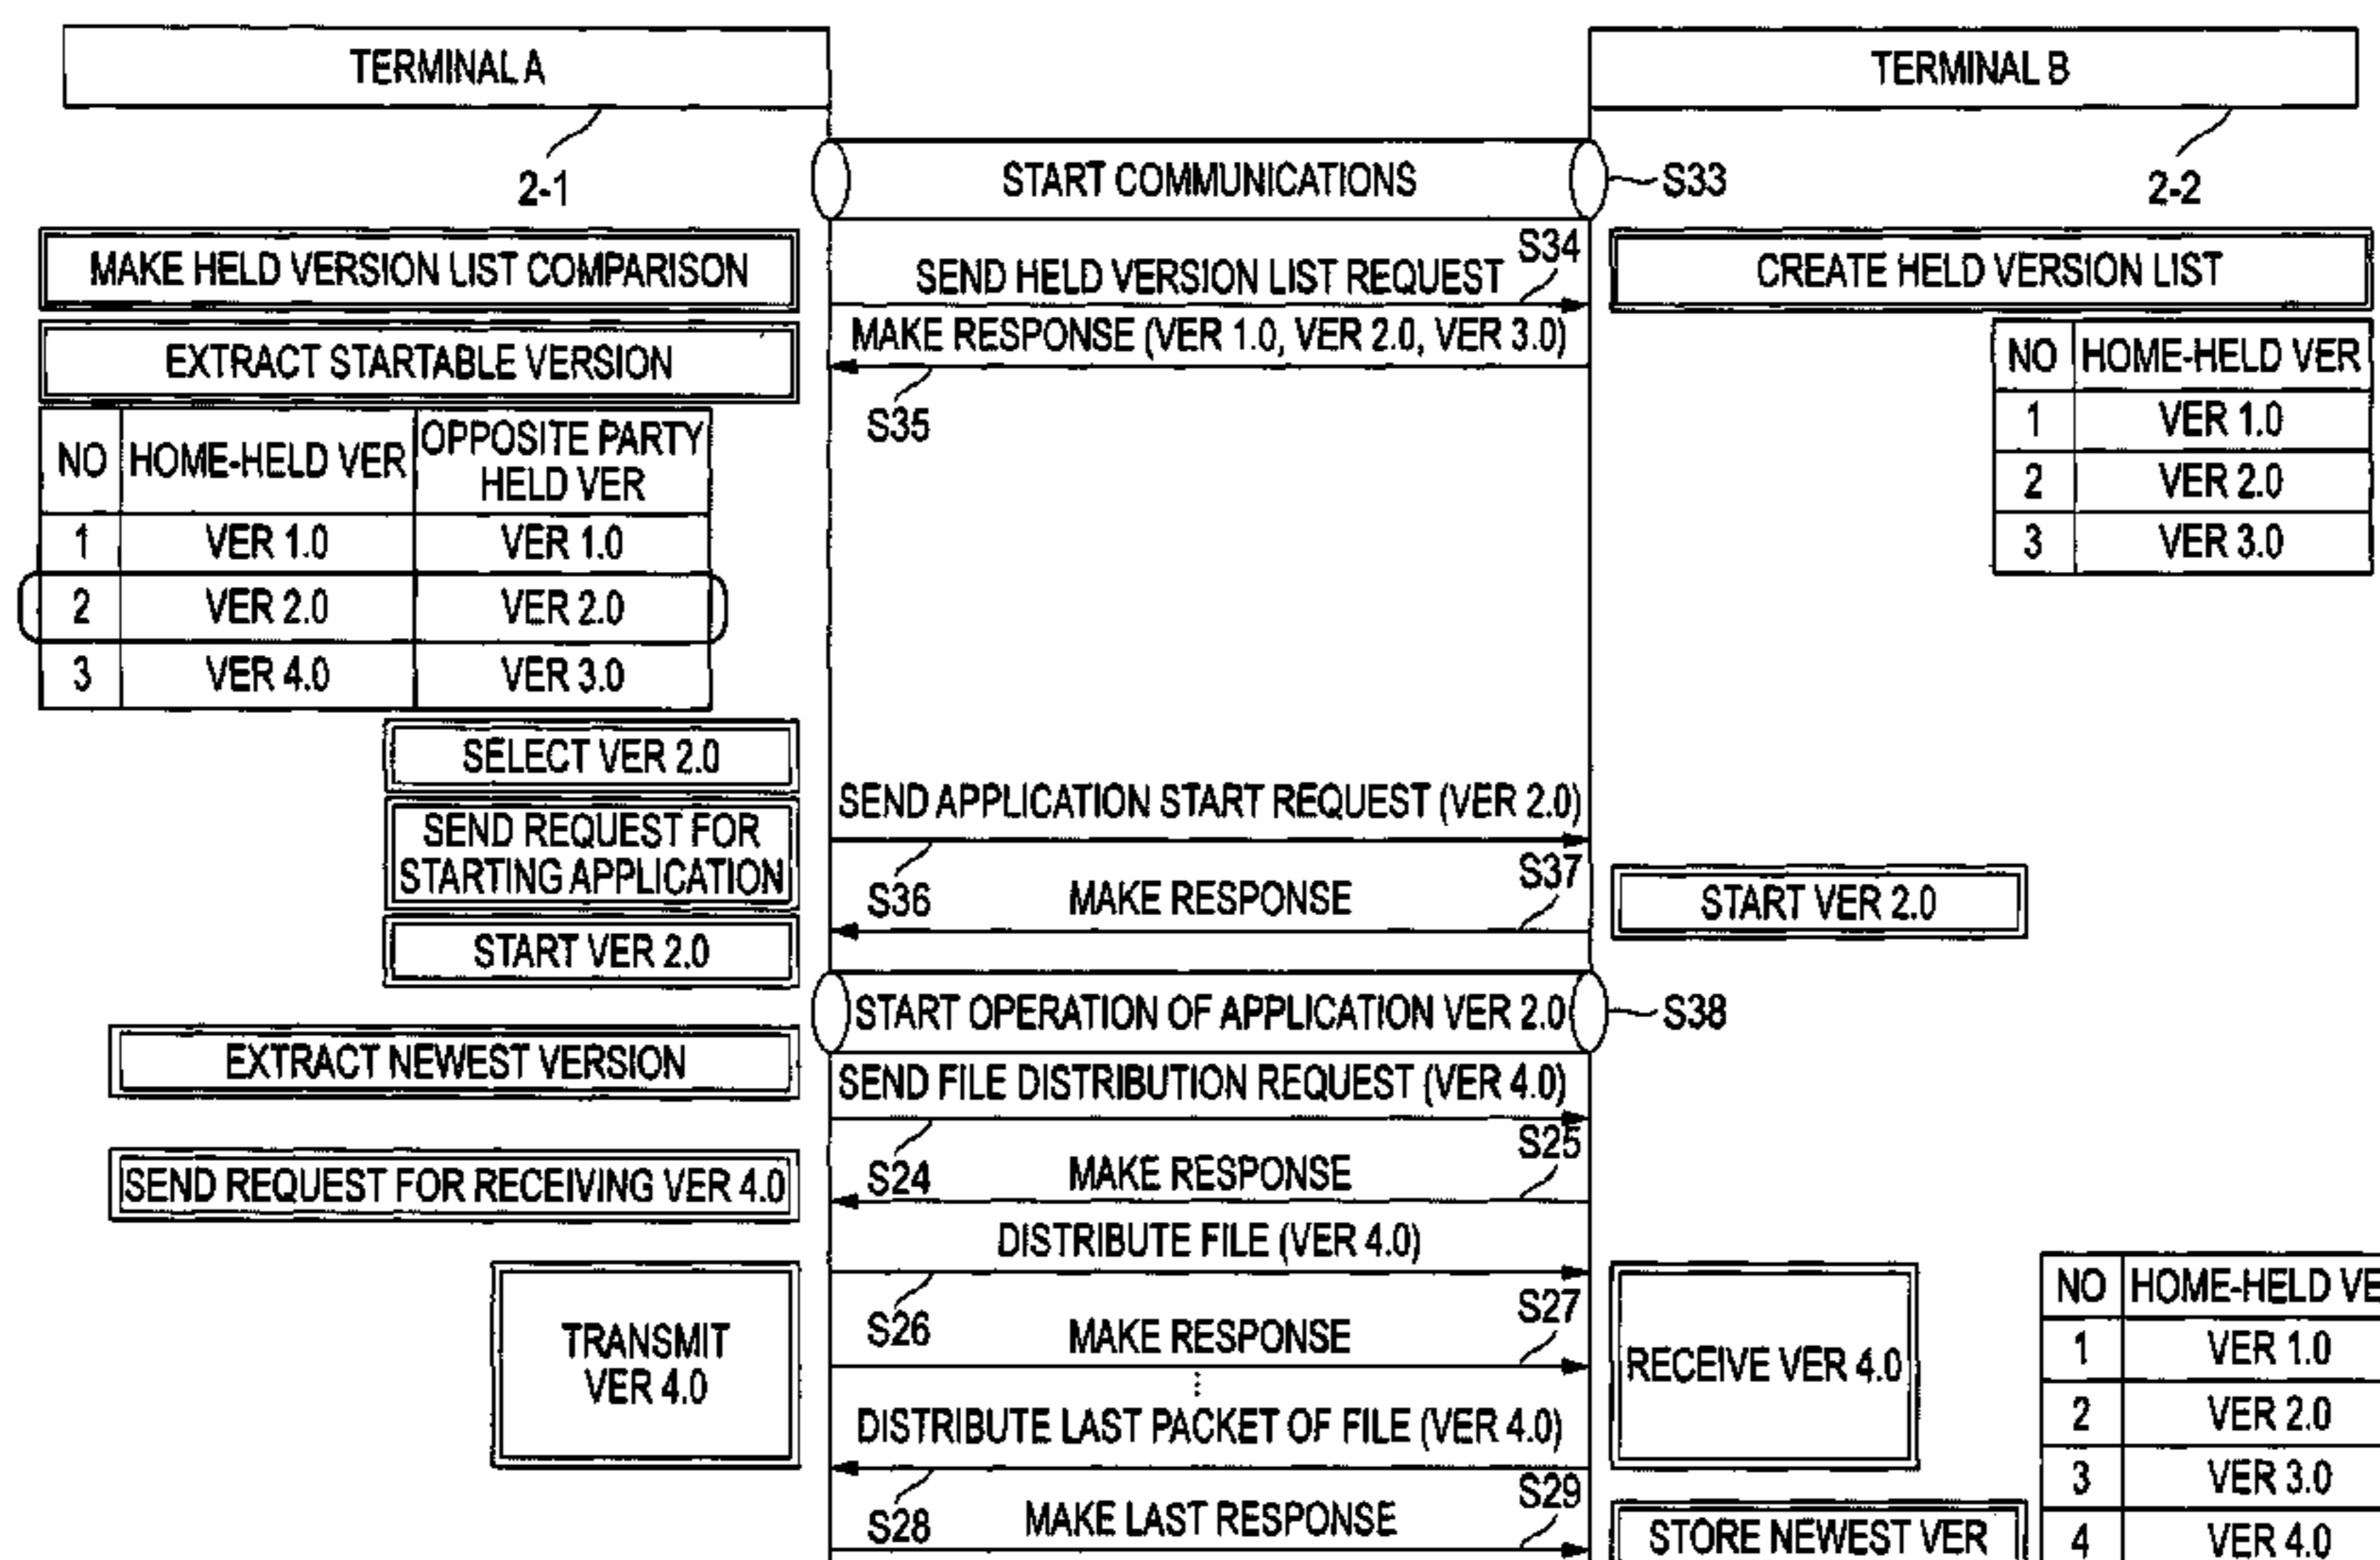 TERMINAL A
TERMINAL B
2-1
START COMMUNICATIONS
S33
2-2
MAKE HELD VERSION LIST COMPARISON
SEND HELD VERSION LIST REQUEST
S34
CREATE HELD VERSION LIST
EXTRACT STARTABLE VERSION
MAKE RESPONSE (VER 1.0, VER 2.0, VER 3.0)
S35
NO HOME-HELD VER
1 VER 1.0
2 VER 2.0
3 VER 3.0
NO HOME-HELD VER OPPOSITE PARTY
HELD VER
1 VER 1.0 VER 1.0
2 VER 2.0 VER 2.0
3 VER 4.0 VER 3.0
SELECT VER 2.0
SEND REQUEST FOR
STARTING APPLICATION
SEND APPLICATION START REQUEST (VER 2.0)
S36
MAKE RESPONSE
S37
START VER 2.0
START VER 2.0
START OPERATION OF APPLICATION VER 2.0
S38
EXTRACT NEWEST VERSION
SEND FILE DISTRIBUTION REQUEST (VER 4.0)
S24
SEND REQUEST FOR RECEIVING VER 4.0
MAKE RESPONSE
S25
DISTRIBUTE FILE (VER 4.0)
S26
TRANSMIT
VER 4.0
MAKE RESPONSE
S27
RECEIVE VER 4.0
DISTRIBUTE LAST PACKET OF FILE (VER 4.0)
S28
MAKE LAST RESPONSE
S29
STORE NEWEST VER
NO HOME-HELD VE
1 VER 1.0
2 VER 2.0
3 VER 3.0
4 VER 4.0